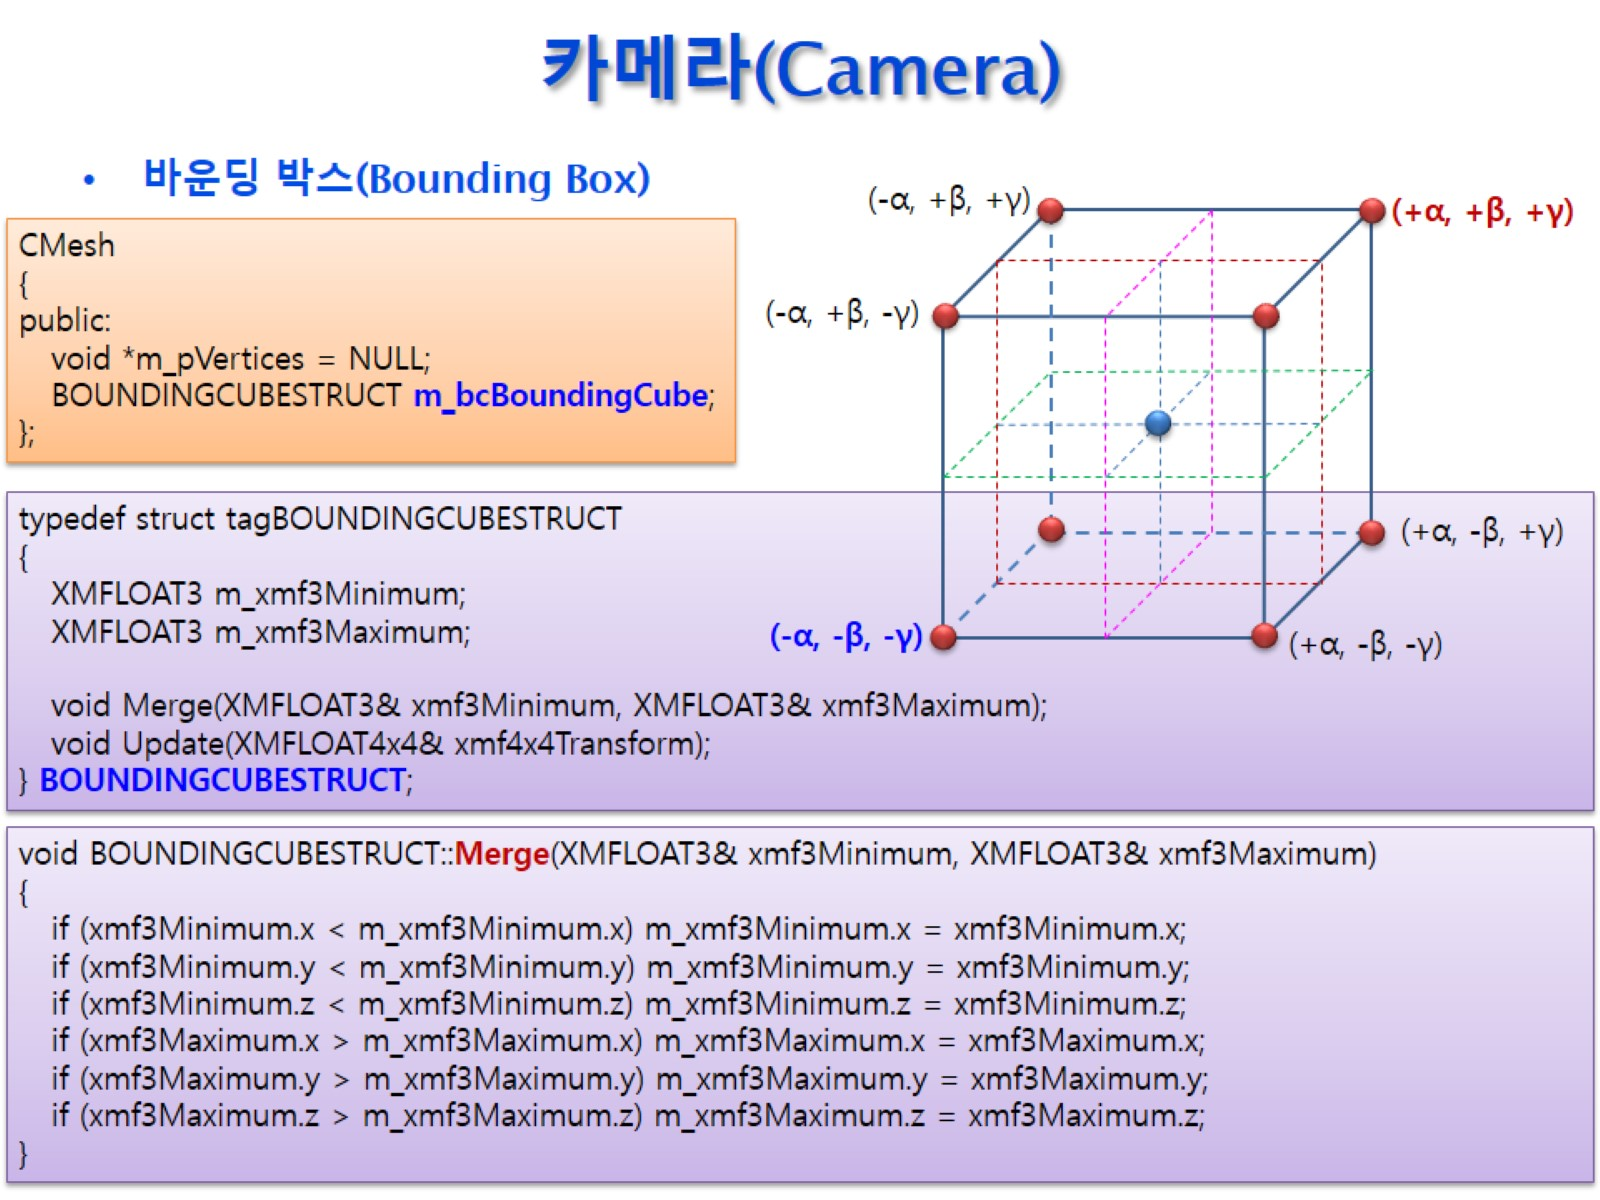 카메라(Camera)
• 바운딩 박스(Bounding Box)
CMesh
{
public:
void *m_pVertices = NULL;
BOUNDINGCUBESTRUCT m_bcBoundingCube;
};
(-α, +β, +γ)
(+α, +β, +γ)
(-α, +β, -γ)
(+α, -β, +γ)
(-α, -β, -γ)
(+α, -β, -γ)
typedef struct tagBOUNDINGCUBESTRUCT
{
XMFLOAT3 m_xmf3Minimum;
XMFLOAT3 m_xmf3Maximum;
void Merge(XMFLOAT3& xmf3Minimum, XMFLOAT3& xmf3Maximum);
void Update(XMFLOAT4x4& xmf4x4Transform);
} BOUNDINGCUBESTRUCT;
void BOUNDINGCUBESTRUCT::Merge(XMFLOAT3& xmf3Minimum, XMFLOAT3& xmf3Maximum)
{
if (xmf3Minimum.x < m_xmf3Minimum.x) m_xmf3Minimum.x = xmf3Minimum.x;
if (xmf3Minimum.y < m_xmf3Minimum.y) m_xmf3Minimum.y = xmf3Minimum.y;
if (xmf3Minimum.z < m_xmf3Minimum.z) m_xmf3Minimum.z = xmf3Minimum.z;
if (xmf3Maximum.x > m_xmf3Maximum.x) m_xmf3Maximum.x = xmf3Maximum.x;
if (xmf3Maximum.y > m_xmf3Maximum.y) m_xmf3Maximum.y = xmf3Maximum.y;
if (xmf3Maximum.z > m_xmf3Maximum.z) m_xmf3Maximum.z = xmf3Maximum.z;
}